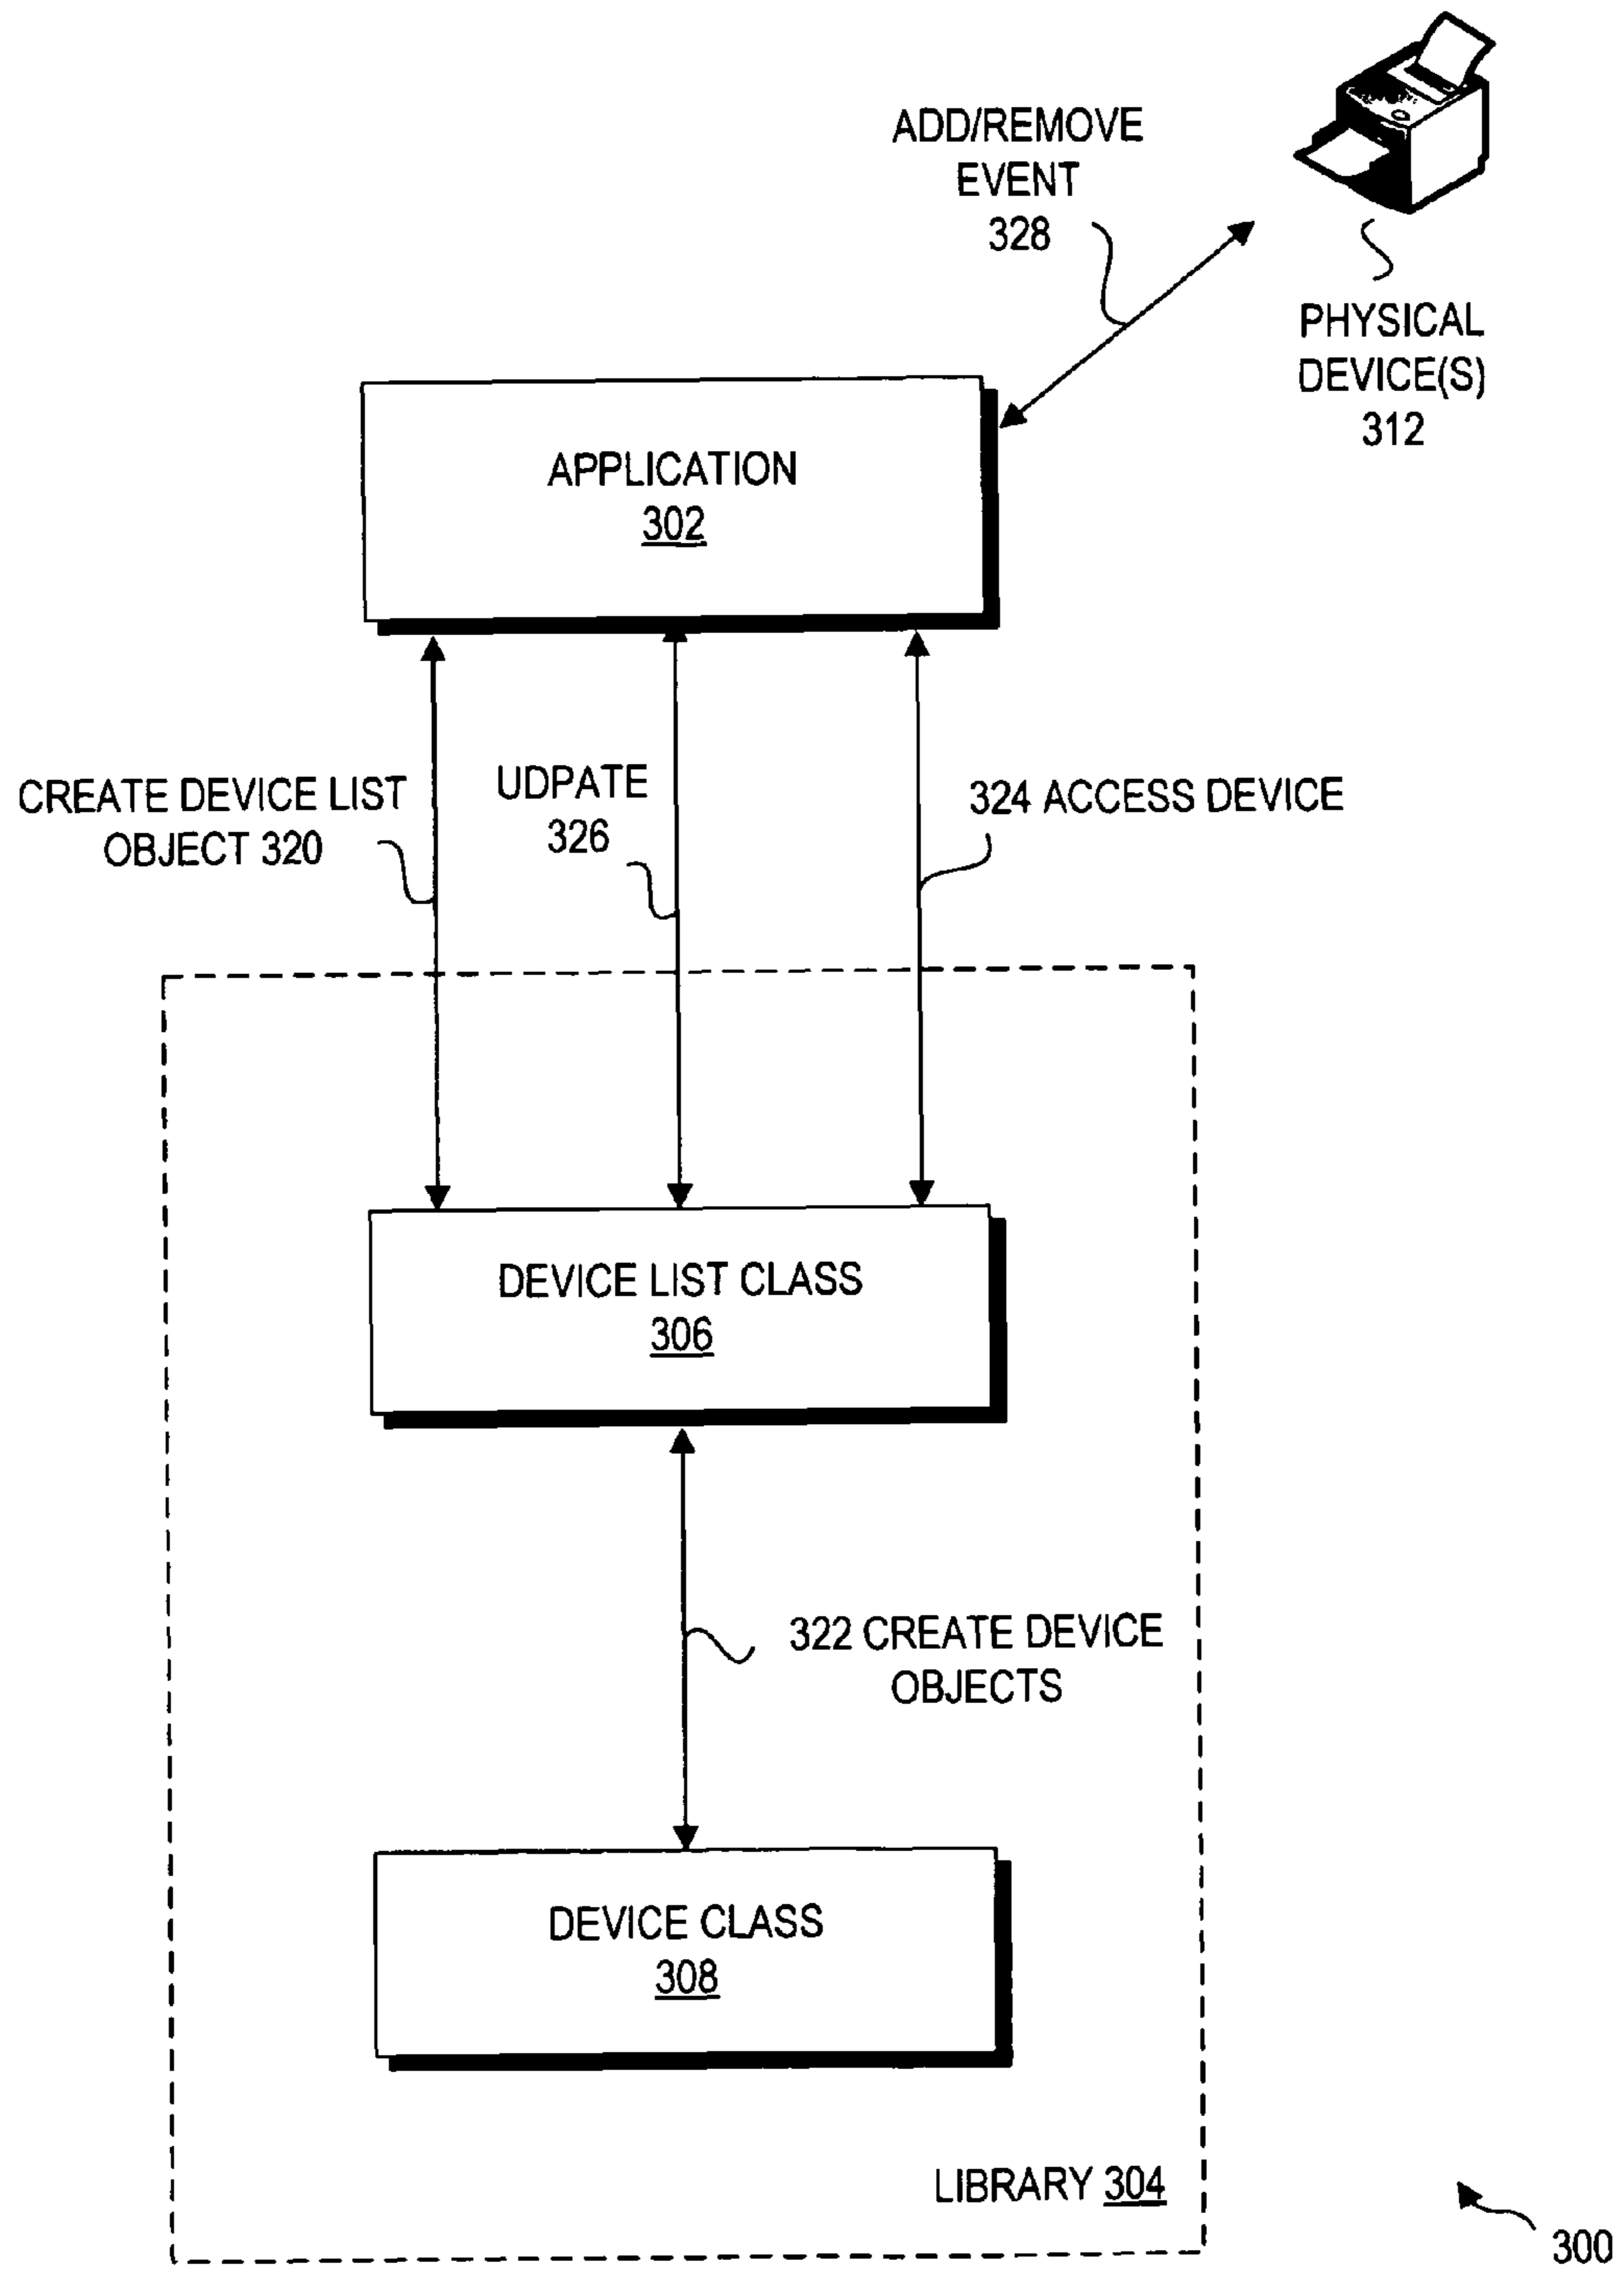 ADD/REMOVE
EVENT
328
PHYSICAL
DEVICE(S)
312
APPLICATION
302
CREATE DEVICE LIST
OBJECT 320
UDPATE
326
324 ACCESS DEVICE
DEVICE LIST CLASS
306
322 CREATE DEVICE
OBJECTS
DEVICE CLASS
308
LIBRARY 304
300